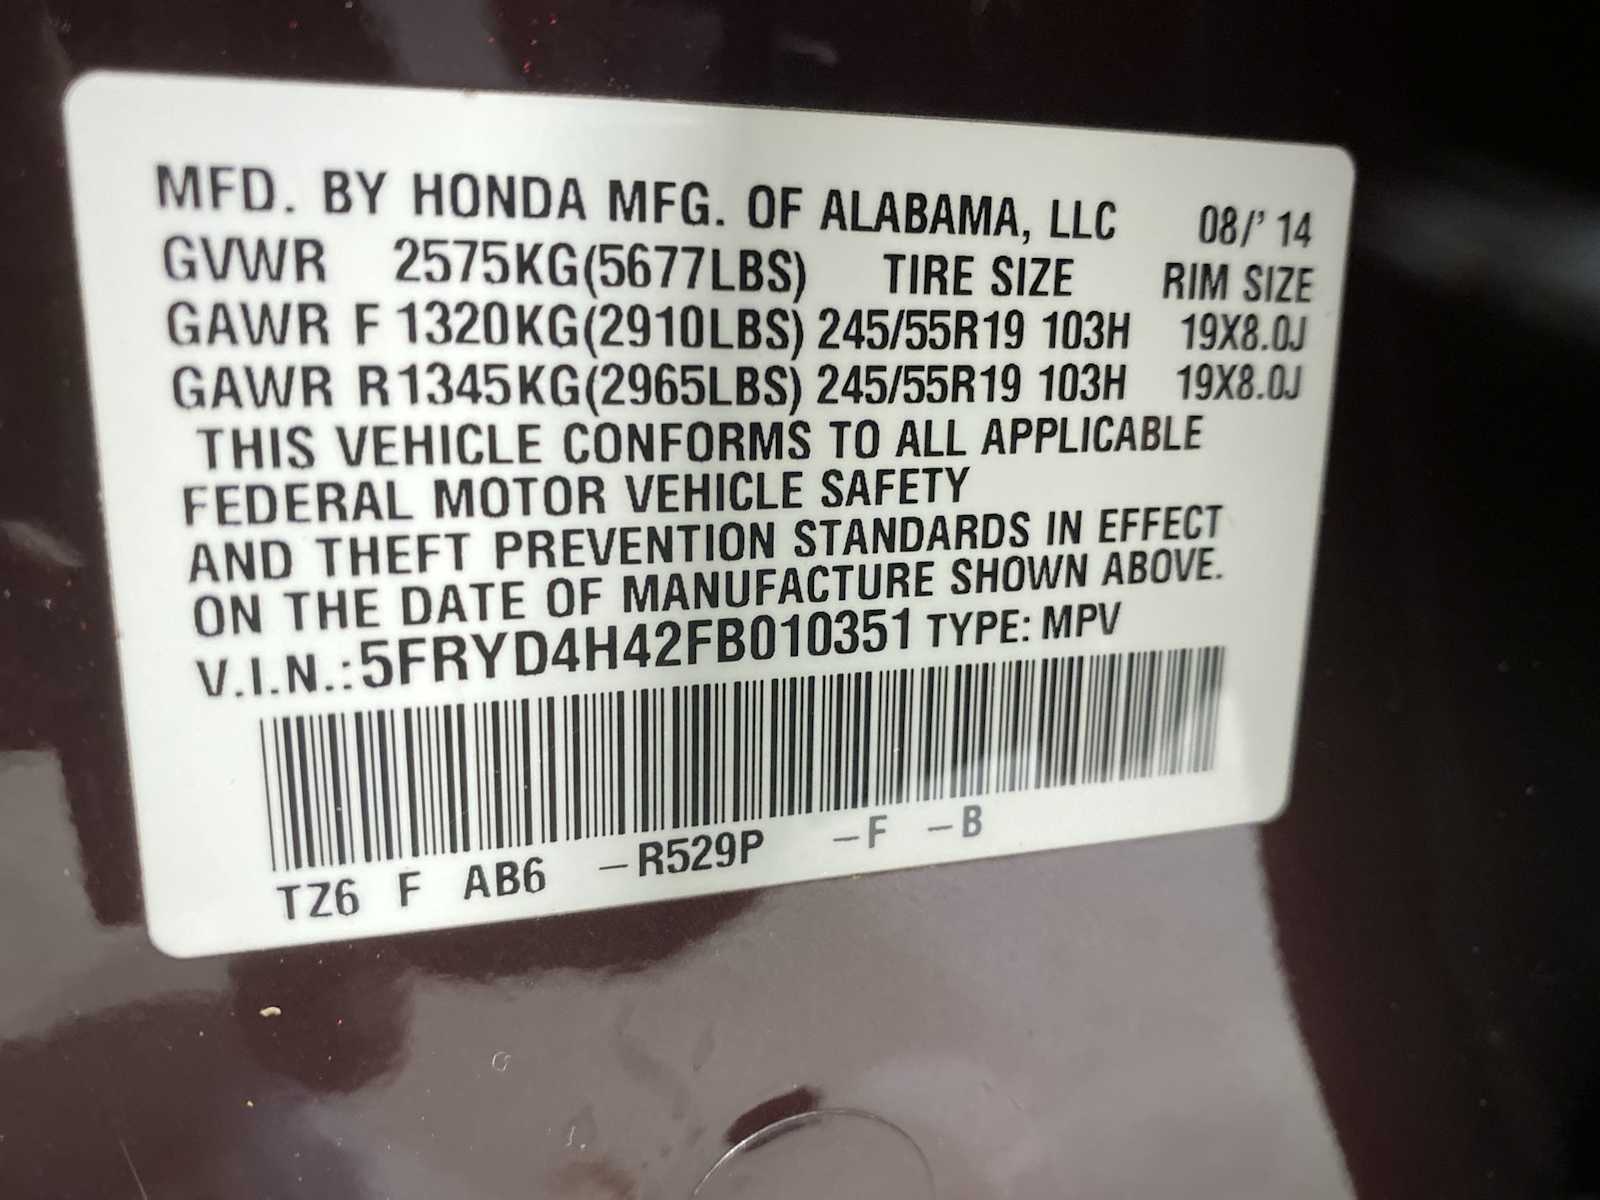 MFD. BY HONDA MFG. OF ALABAMA, LLC 08/' 14
GVWR 2575KG(5677LBS) TIRE SIZE RIM SIZE
GAWR F 1320KG(2910LBS) 245/55R19 103H 19X8.0J
GAWR R 1345KG(2965LBS) 245/55R19 103H 19X8.0J
THIS VEHICLE CONFORMS TO ALL APPLICABLE
FEDERAL MOTOR VEHICLE SAFETY
AND THEFT PREVENTION STANDARDS IN EFFECT
ON THE DATE OF MANUFACTURE SHOWN ABOVE.
V.I.N.: 5FRYD4H42FB010351 TYPE: MPV
TZ6 F AB6 –R529P –F –B